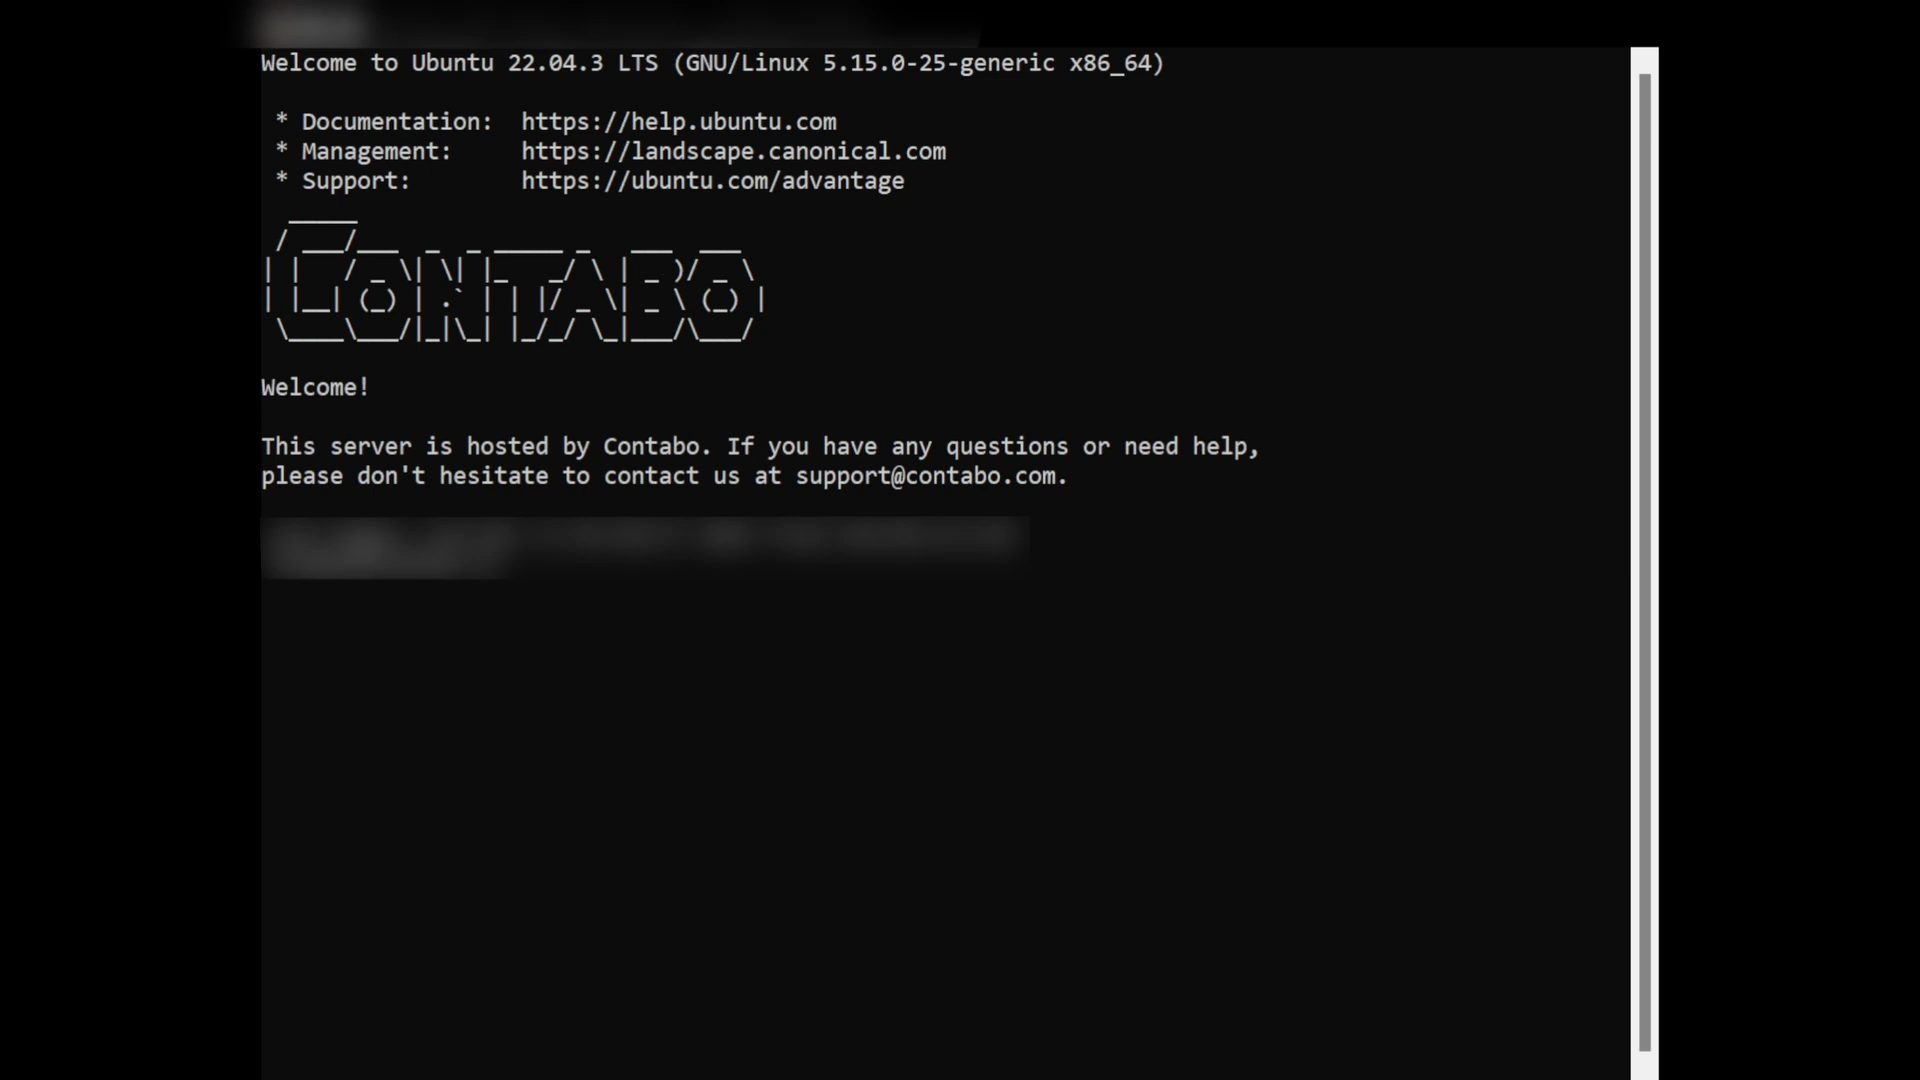 Welcome to Ubuntu 22.04.3 LTS (GNU/Linux 5.15.0-25-generic x86_64)
* Documentation: https://help.ubuntu.com
* Management: https://landscape.canonical.com
* Support: https://ubuntu.com/advantage
CONTABO
Welcome!
This server is hosted by Contabo. If you have any questions or need help,
please don't hesitate to contact us at support@contabo.com.